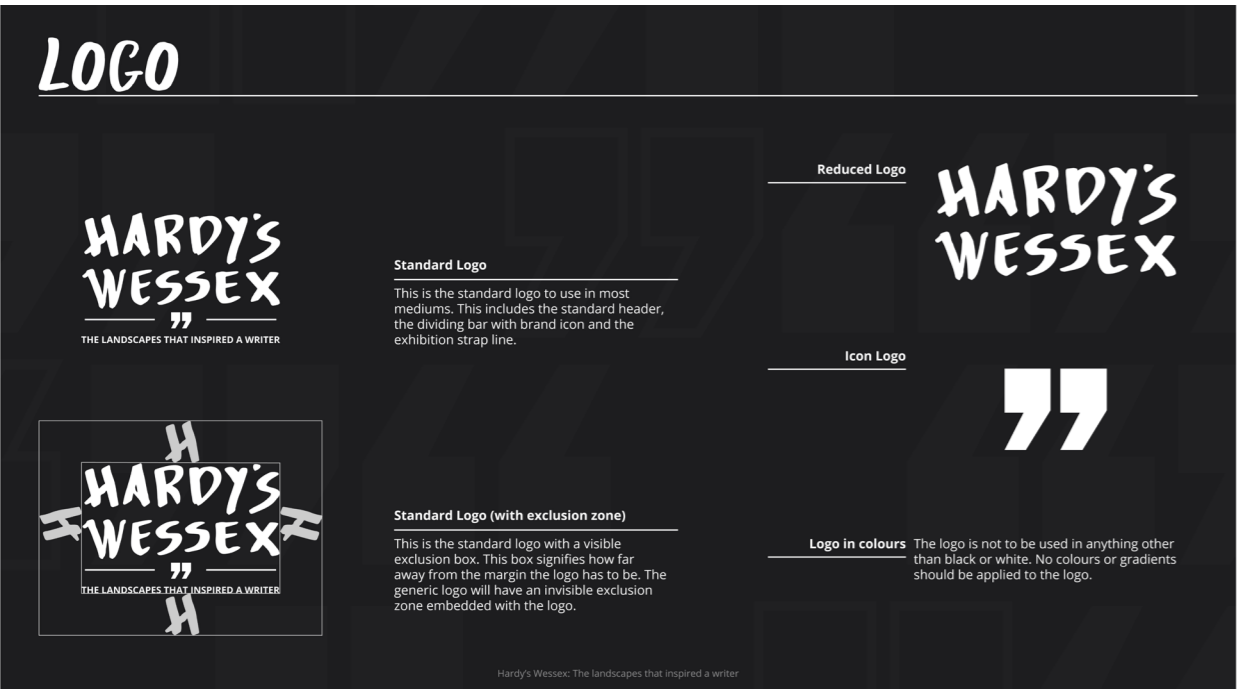 LOGO
HARDY'S
WESSEX
THE LANDSCAPES THAT INSPIRED A WRITER
Standard Logo
This is the standard logo to use in most
mediums. This includes the standard header,
the dividing bar with brand icon and the
exhibition strap line.
H
H
HARDY'S
WESSEX
H
THE LANDSCAPES THAT INSPIRED A WRITER
H
Standard Logo (with exclusion zone)
This is the standard logo with a visible
exclusion box. This box signifies how far
away from the margin the logo has to be. The
generic logo will have an invisible exclusion
zone embedded with the logo.
Reduced Logo
HARDY'S
WESSEX
Icon Logo
Logo in colours
The logo is not to be used in anything other
than black or white. No colours or gradients
should be applied to the logo.
Hardy's Wessex: The landscapes that inspired a writer